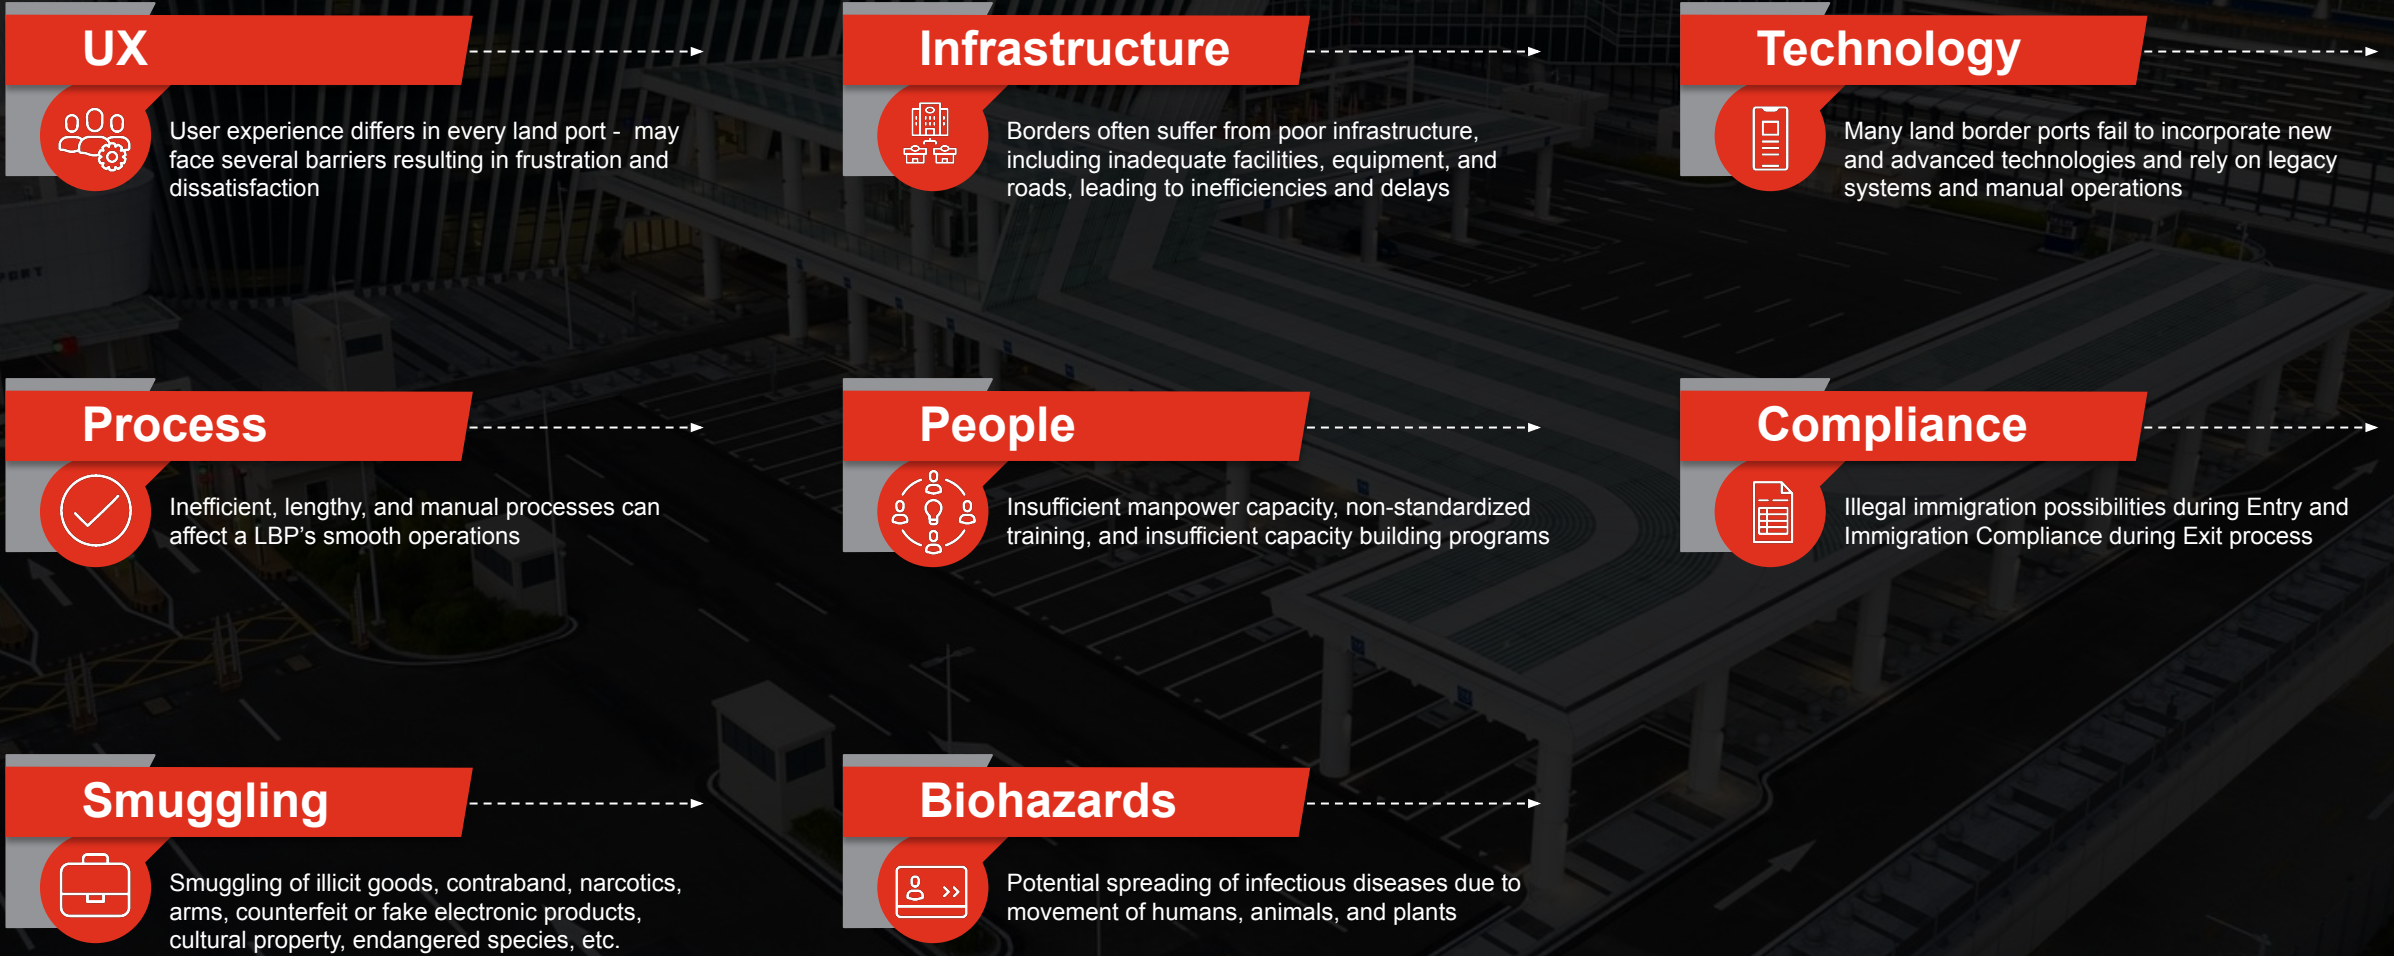 UX
User experience differs in every land port -  may
face several barriers resulting in frustration and
dissatisfaction
Infrastructure
Borders often suffer from poor infrastructure,
including inadequate facilities, equipment, and
roads, leading to inefficiencies and delays
Technology
Many land border ports fail to incorporate new
and advanced technologies and rely on legacy
systems and manual operations
Process
Inefficient, lengthy, and manual processes can
affect a LBP’s smooth operations
People
Insufficient manpower capacity, non-standardized
training, and insufficient capacity building programs
Compliance
Illegal immigration possibilities during Entry and
Immigration Compliance during Exit process
Smuggling
Smuggling of illicit goods, contraband, narcotics,
arms, counterfeit or fake electronic products,
cultural property, endangered species, etc.
Biohazards
Potential spreading of infectious diseases due to
movement of humans, animals, and plants